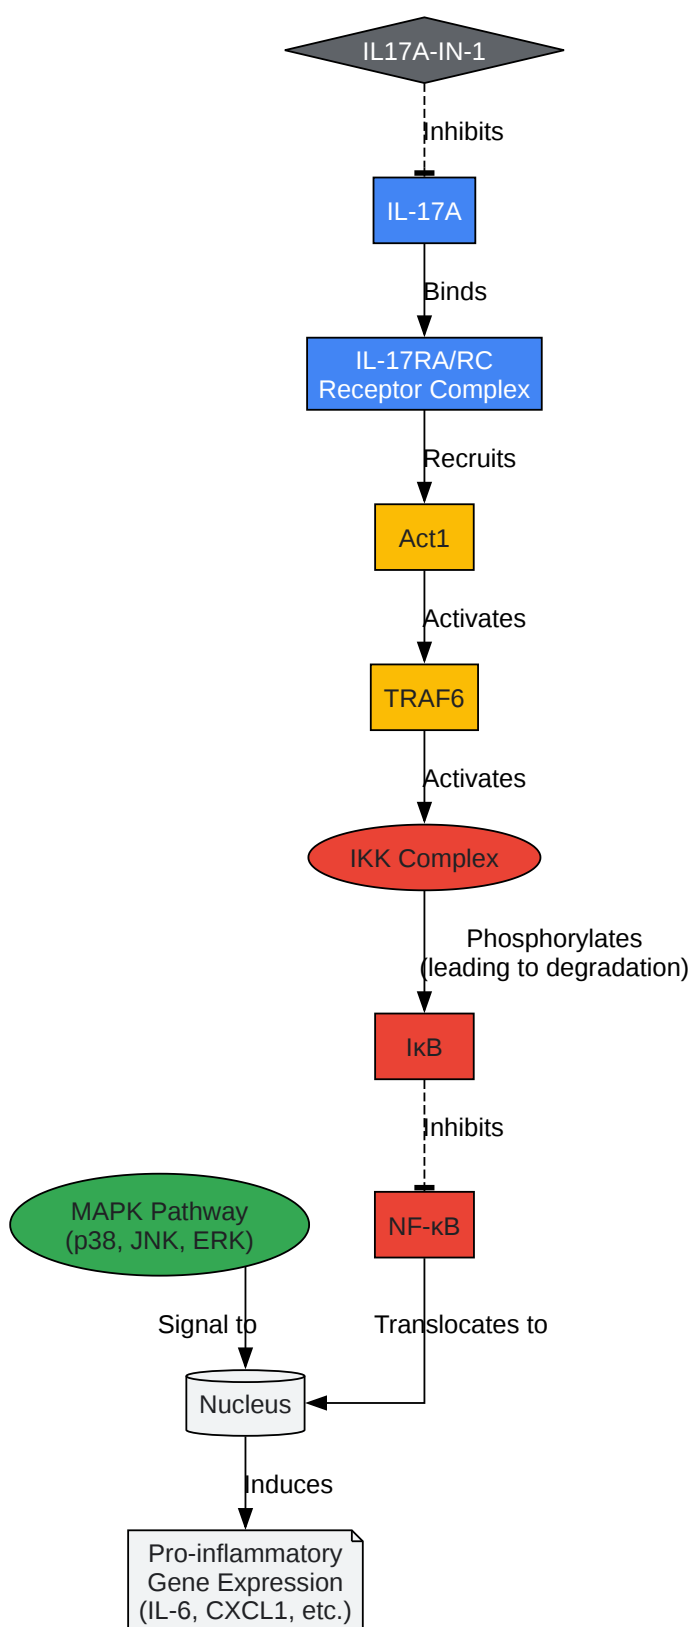 IL17A-IN-1
Inhibits
IL-17A
Binds
IL-17RA/RC
Receptor Complex
Recruits
Act1
Activates
TRAF6
Activates
IKK Complex
Phosphorylates
(leading to degradation)
IκB
Inhibits
MAPK Pathway
(p38, JNK, ERK)
NF-κB
Signal to
Translocates to
Nucleus
Induces
Pro-inflammatory
Gene Expression
(IL-6, CXCL1, etc.)